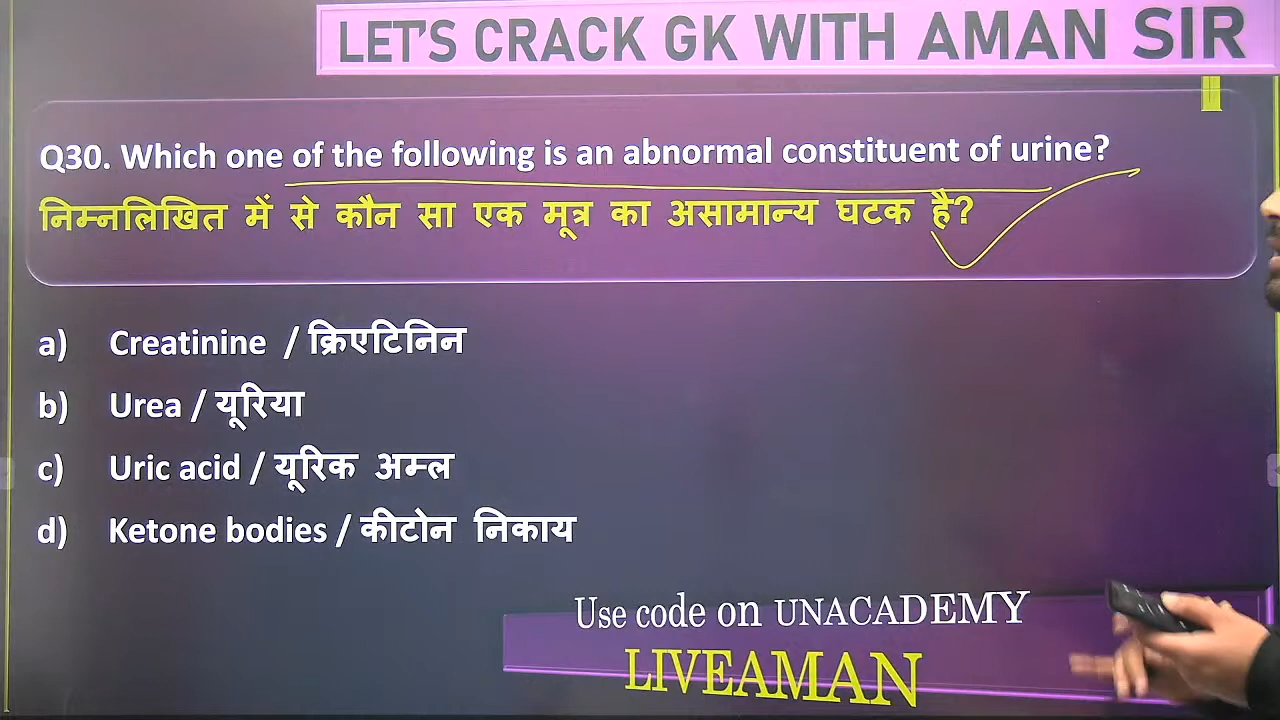 LET'S CRACK GK WITH AMAN SIR
Q30. Which one of the following is an abnormal constituent of urine?
निम्नलिखित में से कौन सा एक मूत्र का असामान्य घटक है?
a) Creatinine / क्रिएटिनिन
b) Urea / यूरिया
c) Uric acid / यूरिक अम्ल
d) Ketone bodies / कीटोन निकाय
Use code on UNACADEMY
LIVEAMAN